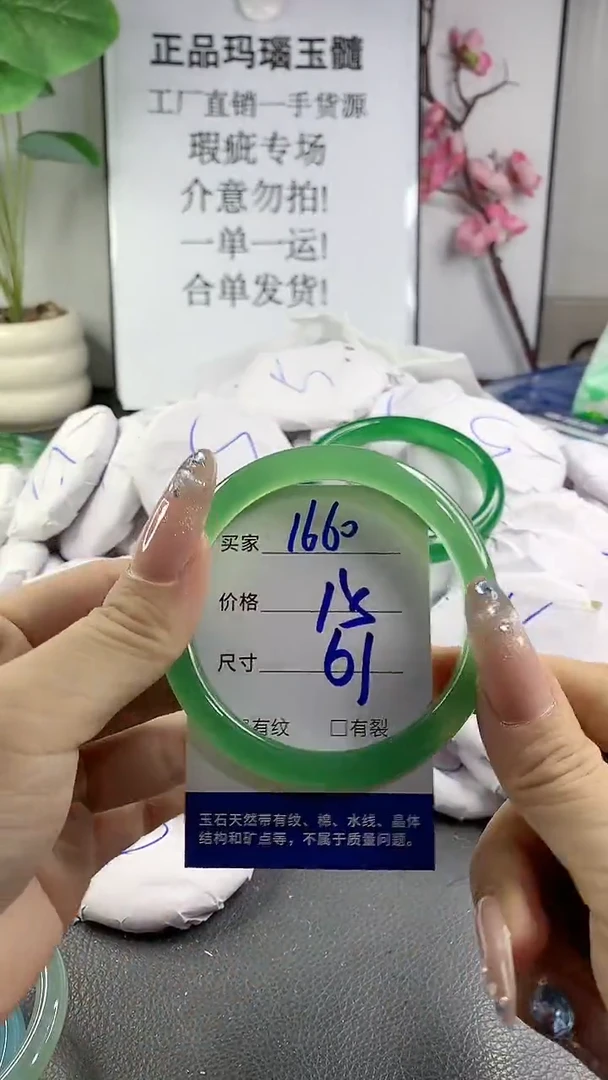 正品玛瑙玉髓
工厂直销一手货源
瑕疵专场
介意勿拍!
一单一运!
合单发货!
买家 1660
价格 15
尺寸 61
有纹 □有裂
玉石天然带有纹、棉、水线、晶体
结构和矿点等，不属于质量问题。